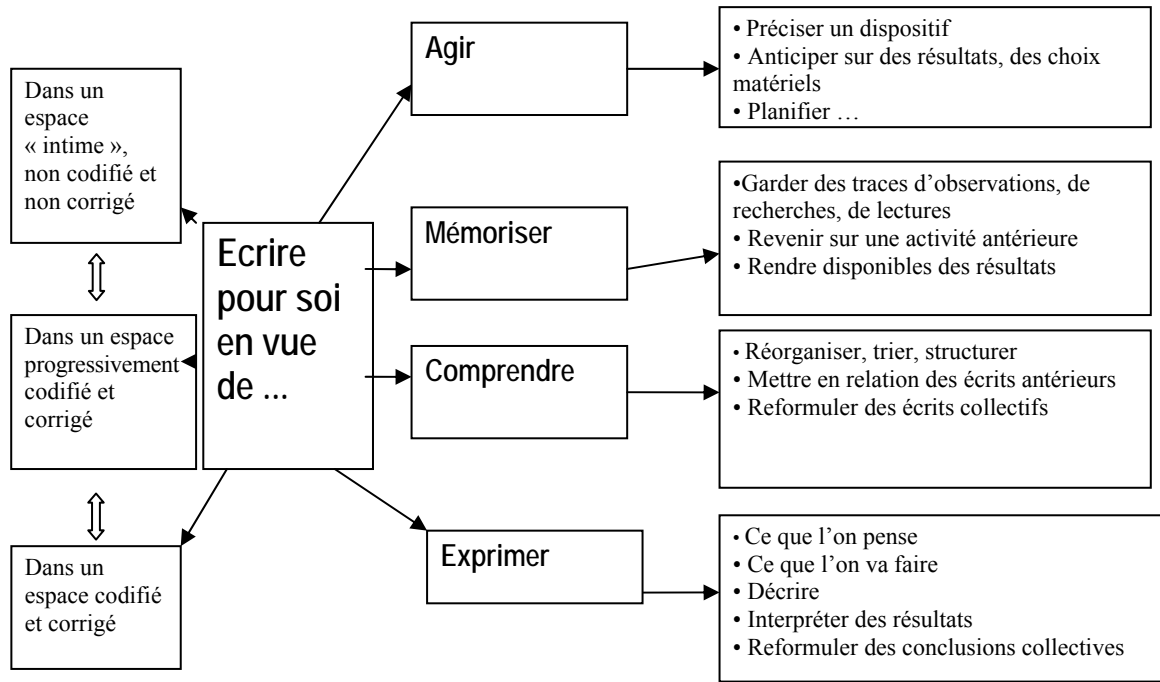 Dans un
espace
« intime »,
non codifié et
non corrigé
Dans un espace
progressivement
codifié et
corrigé
Dans un
espace codifié
et corrigé
Ecrire
pour soi
en vue
de ...
Agir
• Préciser un dispositif
• Anticiper sur des résultats, des choix
matériels
• Planifier …
Mémoriser
•Garder des traces d’observations, de
recherches, de lectures
• Revenir sur une activité antérieure
• Rendre disponibles des résultats
Comprendre
• Réorganiser, trier, structurer
• Mettre en relation des écrits antérieurs
• Reformuler des écrits collectifs
Exprimer
• Ce que l’on pense
• Ce que l’on va faire
• Décrire
• Interpréter des résultats
• Reformuler des conclusions collectives